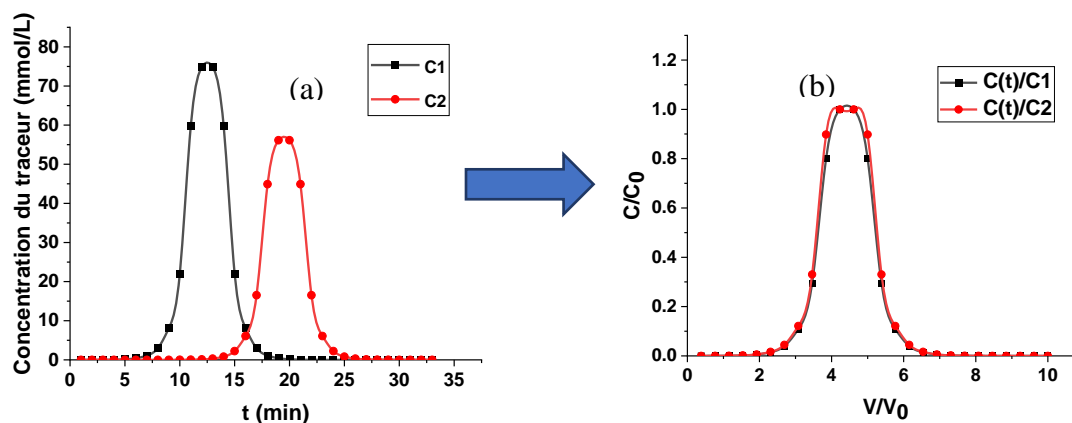 Concentration du traceur (mmol/L)
80
70
60
50
40
30
20
10
0
0 5 10 15 20 25 30 35
t (min)
(a)
C1
C2
C/C0
1.2
1.0
0.8
0.6
0.4
0.2
0.0
0 2 4 6 8 10
V/V0
(b)
C(t)/C1
C(t)/C2